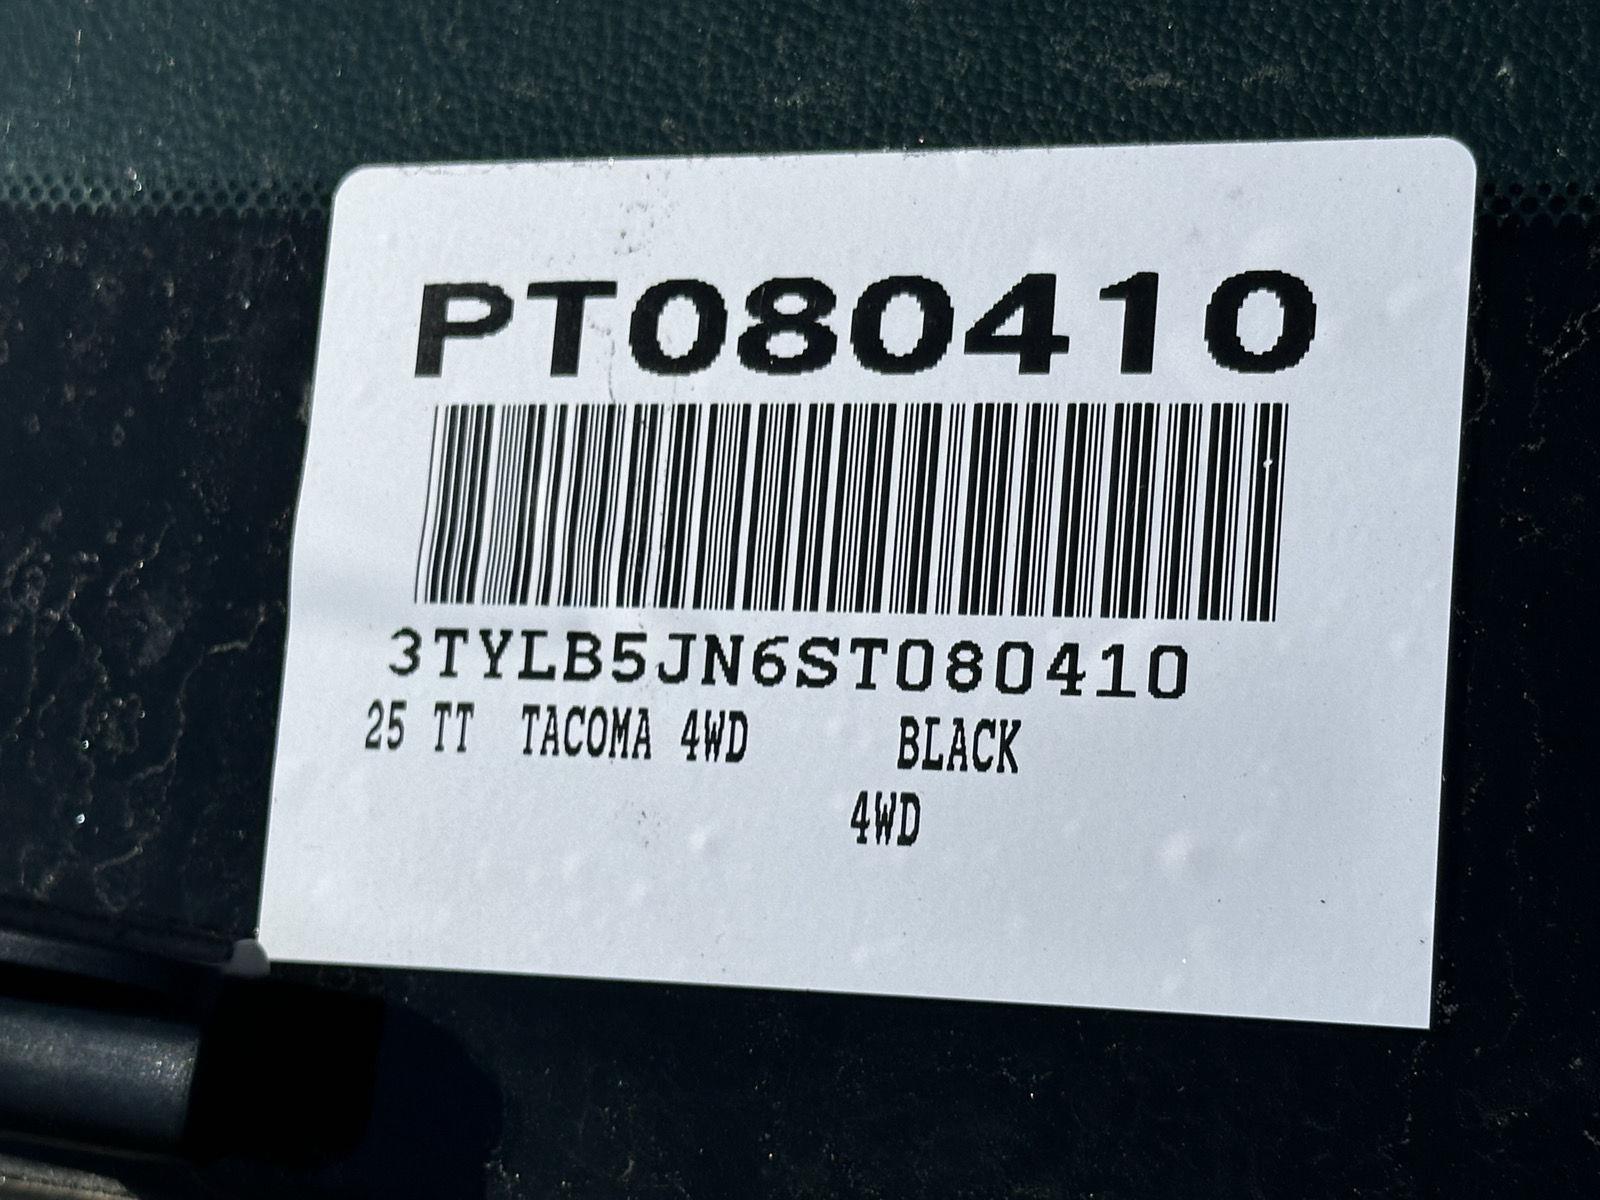 PT080410
3TYLB5JN6ST080410
25 TT TACOMA 4WD BLACK
4WD